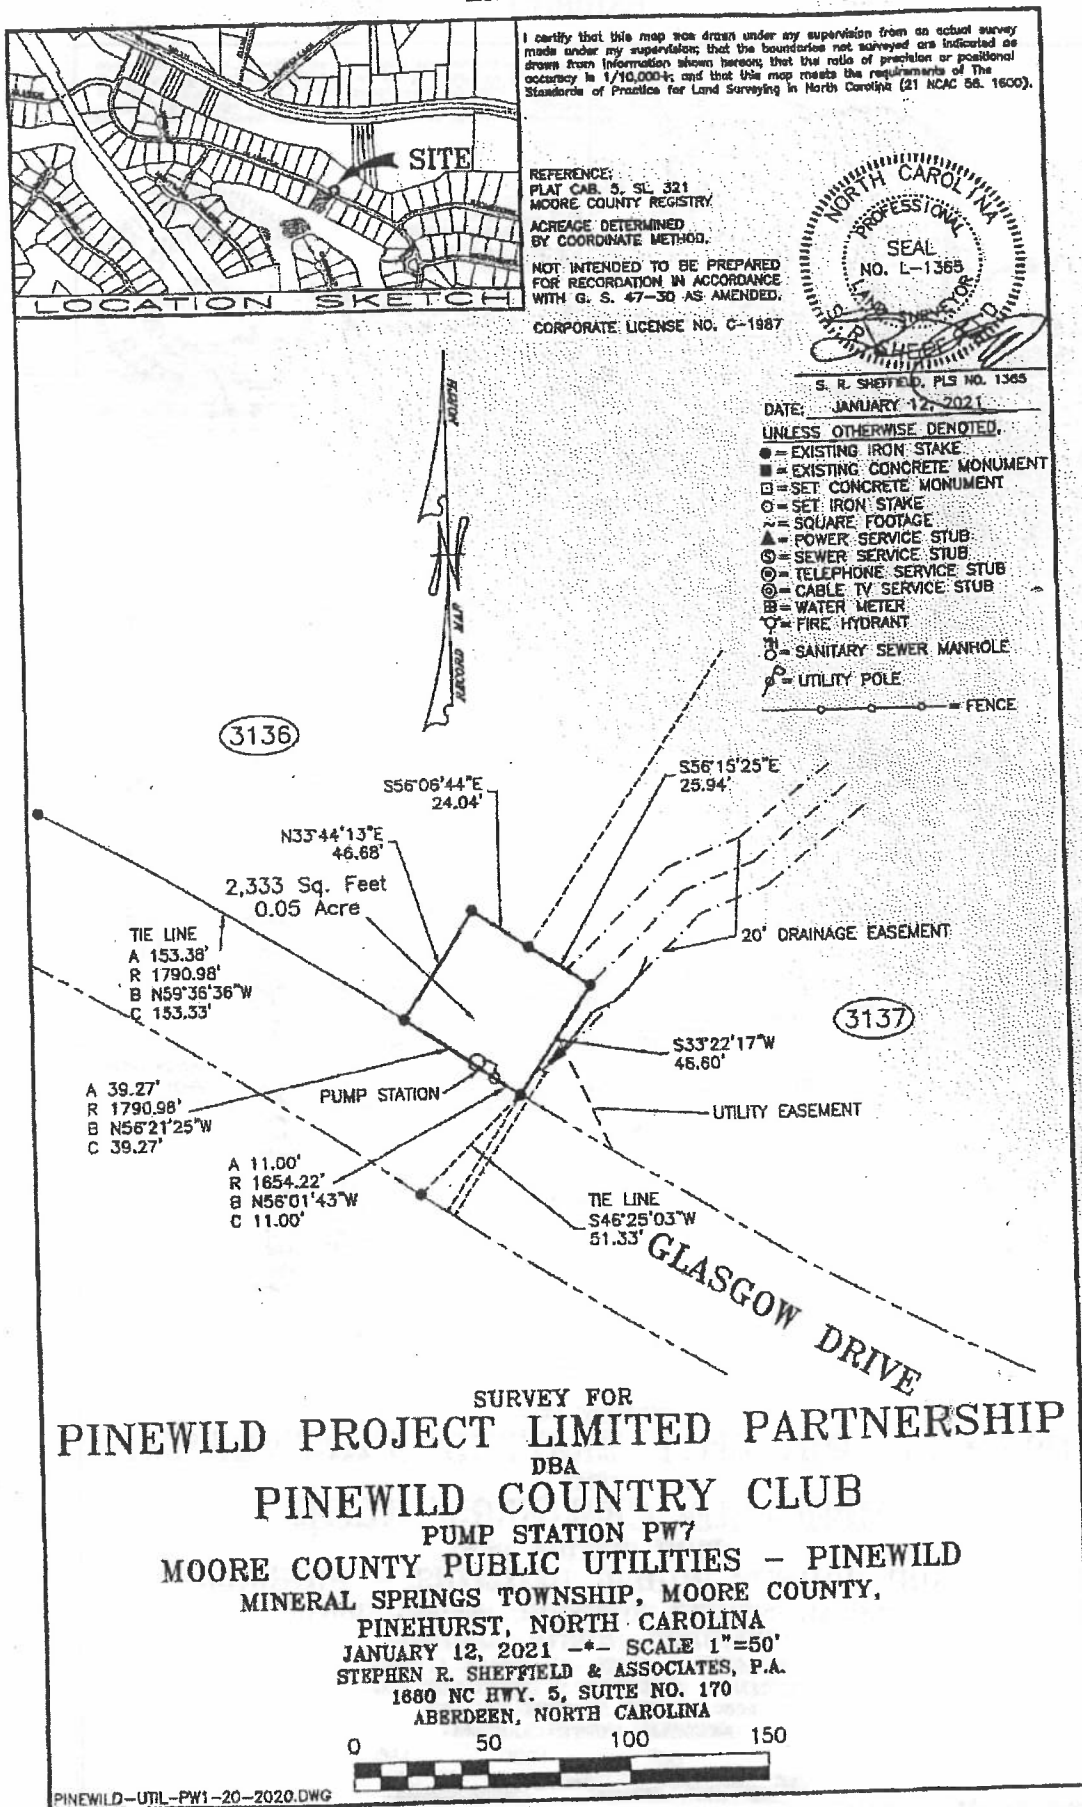 I certify that this map was drawn under my supervision from an actual survey
made under my supervision; that the boundaries not surveyed are indicated as
drawn from information shown hereon; that the ratio of precision or positional
accuracy is 1/10,000+; and that this map meets the requirements of The
Standards of Practice for Land Surveying in North Carolina (21 NCAC 56. 1600).
SITE
LOCATION SKETCH
REFERENCE:
PLAT CAB. 5, SL. 321
MOORE COUNTY REGISTRY
ACREAGE DETERMINED
BY COORDINATE METHOD.
NOT INTENDED TO BE PREPARED
FOR RECORDATION IN ACCORDANCE
WITH G. S. 47-30 AS AMENDED.
CORPORATE LICENSE NO. C-1987
NORTH CAROLINA
PROFESSIONAL
SEAL
NO. L-1365
LAND SURVEYOR
S. R. SHEFFIELD
S. R. SHEFFIELD, PLS NO. 1365
DATE: JANUARY 12, 2021
UNLESS OTHERWISE DENOTED,
= EXISTING IRON STAKE
= EXISTING CONCRETE MONUMENT
= SET CONCRETE MONUMENT
= SET IRON STAKE
~ = SQUARE FOOTAGE
= POWER SERVICE STUB
Ⓢ = SEWER SERVICE STUB
= TELEPHONE SERVICE STUB
= CABLE TV SERVICE STUB
= WATER METER
= FIRE HYDRANT
= SANITARY SEWER MANHOLE
= UTILITY POLE
= FENCE
3136
S56°06'44"E
24.04'
S56°15'25"E
25.94'
N33°44'13"E
46.68'
2,333 Sq. Feet
0.05 Acre
TIE LINE
A 153.38'
R 1790.98'
B N59°36'36"W
C 153.33'
20' DRAINAGE EASEMENT
3137
S33°22'17"W
46.60'
A 39.27'
R 1790.98'
B N56°21'25"W
C 39.27'
PUMP STATION
UTILITY EASEMENT
A 11.00'
R 1654.22'
B N56°01'43"W
C 11.00'
TIE LINE
S46°25'03"W
51.33'
GLASGOW DRIVE
SURVEY FOR
PINEWILD PROJECT LIMITED PARTNERSHIP
DBA
PINEWILD COUNTRY CLUB
PUMP STATION PW7
MOORE COUNTY PUBLIC UTILITIES - PINEWILD
MINERAL SPRINGS TOWNSHIP, MOORE COUNTY,
PINEHURST, NORTH CAROLINA
JANUARY 12, 2021 -*- SCALE 1"=50'
STEPHEN R. SHEFFIELD & ASSOCIATES, P.A.
1680 NC HWY. 5, SUITE NO. 170
ABERDEEN, NORTH CAROLINA
0 50 100 150
PINEWILD-UTIL-PW1-20-2020.DWG